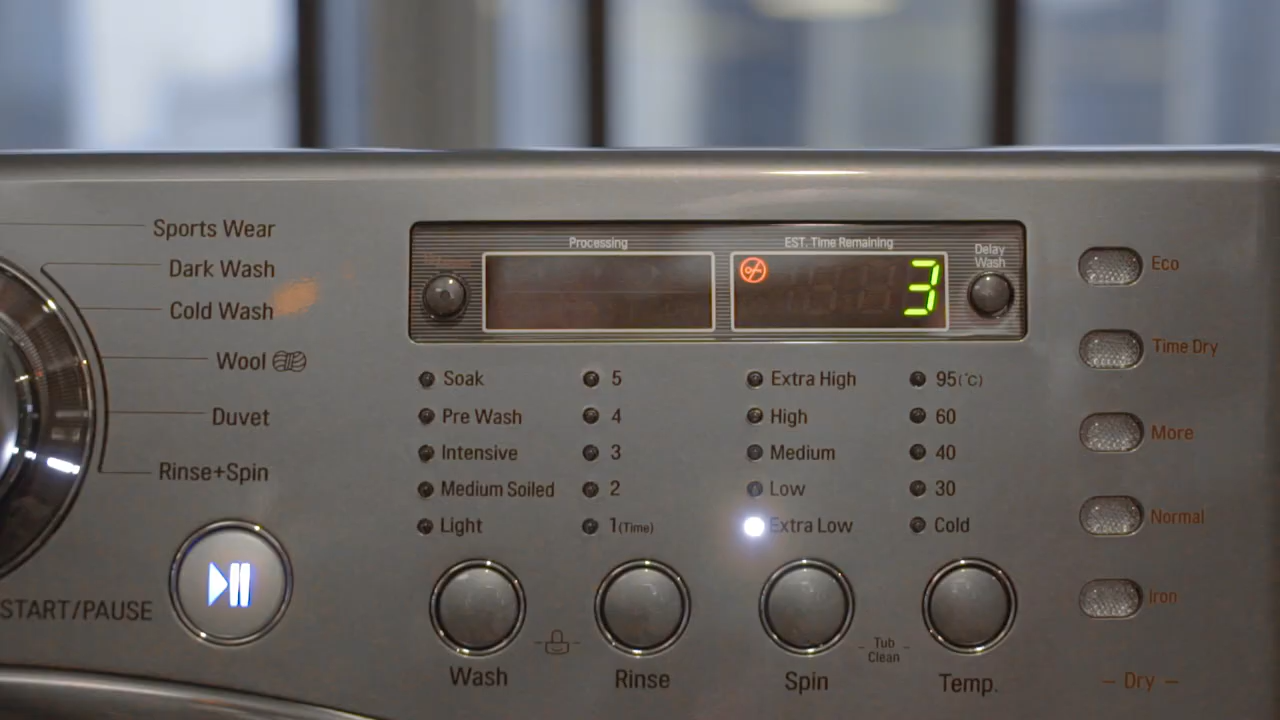 Sports Wear
Dark Wash
Cold Wash
Wool
Duvet
Rinse+Spin
START/PAUSE
Processing
EST. Time Remaining
3
Delay
Wash
Soak
Pre Wash
Intensive
Medium Soiled
Light
Wash
5
4
3
2
1(Time)
Rinse
Extra High
High
Medium
Low
Extra Low
Spin
Tub
Clean
95(°C)
60
40
30
Cold
Temp.
Eco
Time Dry
More
Normal
Iron
Dry